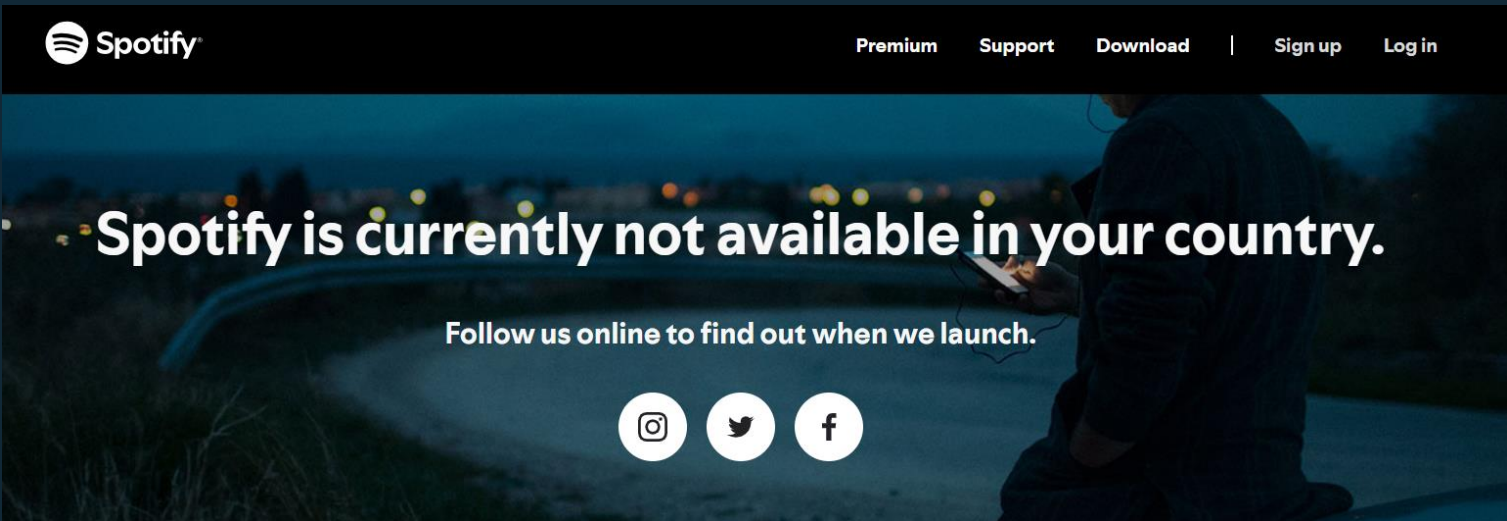 Spotify®
Premium Support Download | Sign up Log in
Spotify is currently not available in your country.
Follow us online to find out when we launch.